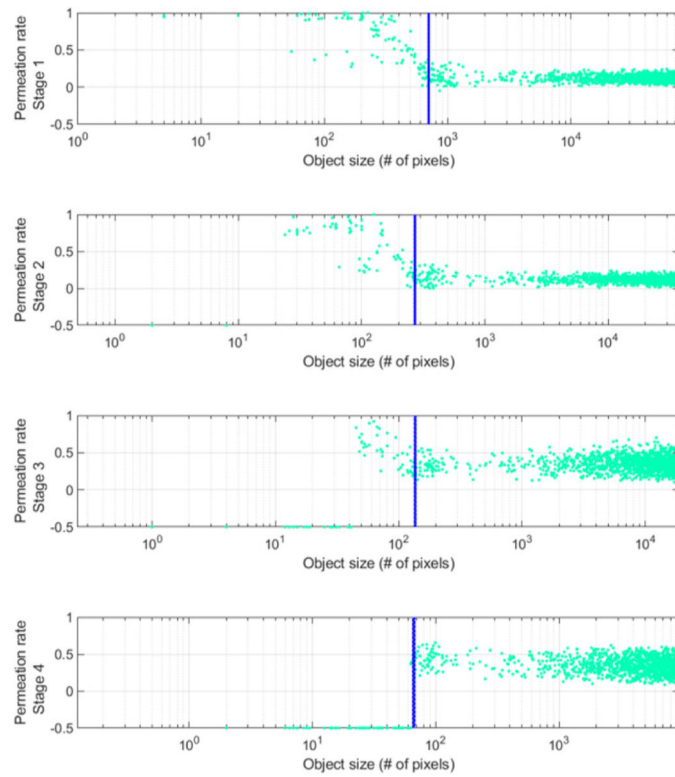 1
0.5
0
-0.5
Permeation rate
Stage 1
10^0
10^1
10^2
10^3
10^4
Object size (# of pixels)
1
0.5
0
-0.5
Permeation rate
Stage 2
10^0
10^1
10^2
10^3
10^4
Object size (# of pixels)
1
0.5
0
-0.5
Permeation rate
Stage 3
10^0
10^1
10^2
10^3
10^4
Object size (# of pixels)
1
0.5
0
-0.5
Permeation rate
Stage 4
10^0
10^1
10^2
10^3
Object size (# of pixels)